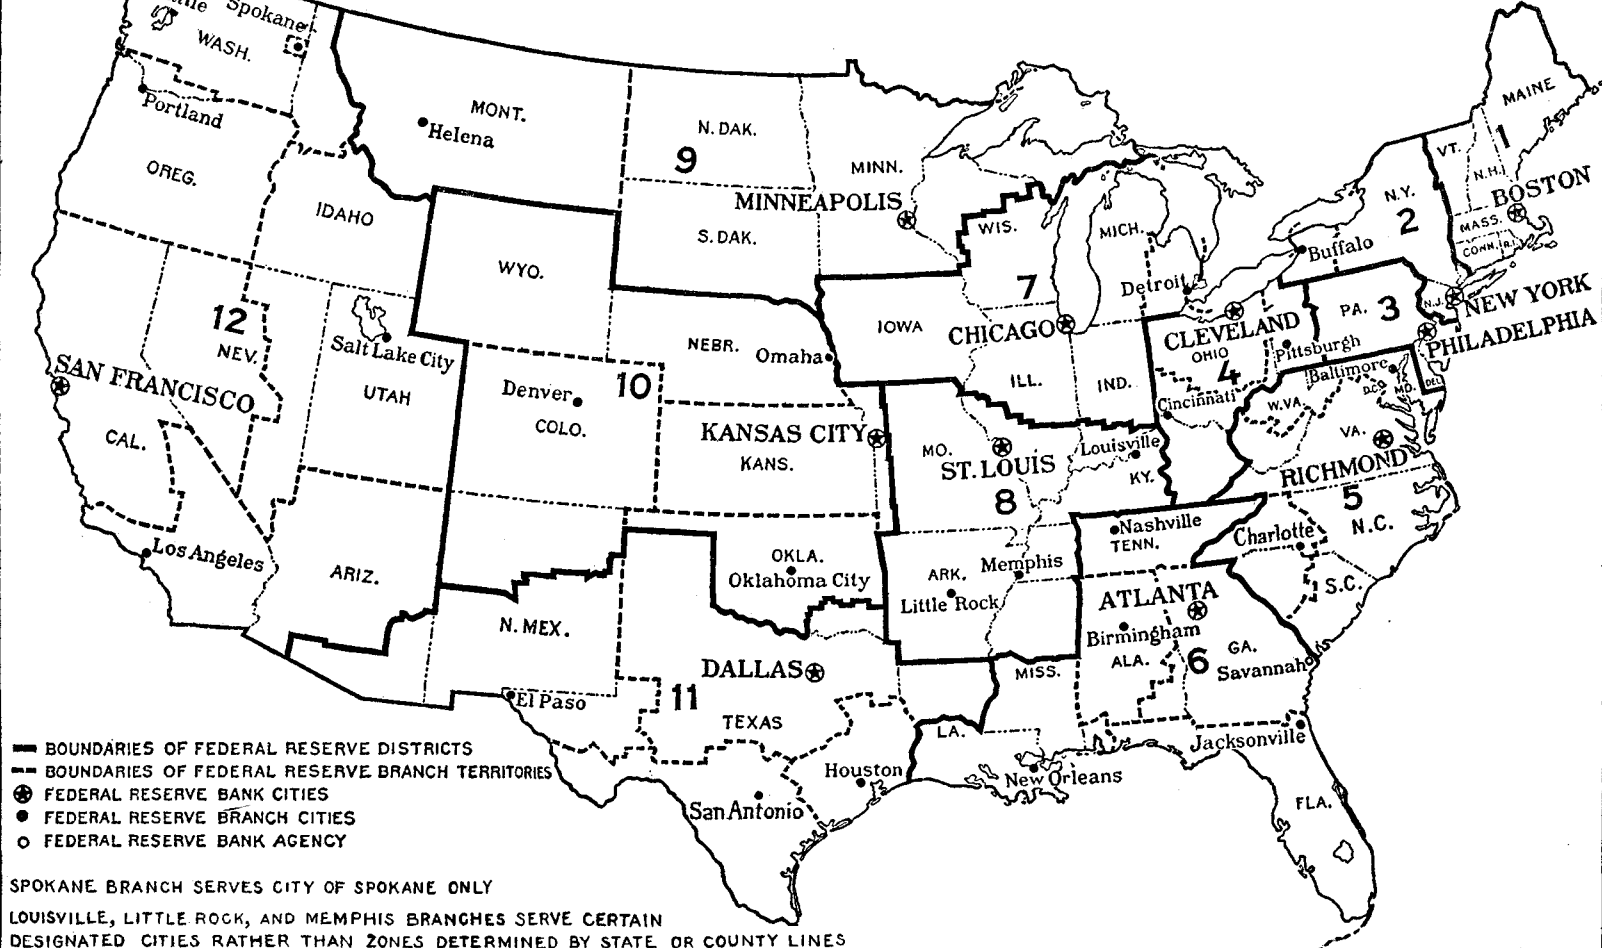 Spokane
WASH.
Portland
OREG.
IDAHO
MONT.
Helena
N. DAK.
9
MINN.
MINNEAPOLIS
S. DAK.
WYO.
WIS.
MICH.
7
Detroit
MAINE
VT.
1
N.H.
BOSTON
N.Y.
2
MASS.
CONN.
R.I.
Buffalo
12
NEV.
Salt Lake City
UTAH
SAN FRANCISCO
CAL.
Los Angeles
ARIZ.
NEBR.
Omaha
IOWA
CHICAGO
ILL.
IND.
CLEVELAND
OHIO
4
Cincinnati
Pittsburgh
PA.
3
N.J.
NEW YORK
PHILADELPHIA
Baltimore
D.C.
MD.
DEL.
W.VA.
VA.
RICHMOND
5
N.C.
Charlotte
S.C.
Denver
10
COLO.
KANSAS CITY
KANS.
MO.
ST. LOUIS
8
Louisville
KY.
Nashville
TENN.
OKLA.
Oklahoma City
ARK.
Memphis
Little Rock
N. MEX.
El Paso
DALLAS
11
TEXAS
Houston
San Antonio
LA.
MISS.
New Orleans
ATLANTA
Birmingham
ALA.
6
GA.
Savannah
Jacksonville
FLA.
BOUNDARIES OF FEDERAL RESERVE DISTRICTS
BOUNDARIES OF FEDERAL RESERVE BRANCH TERRITORIES
FEDERAL RESERVE BANK CITIES
FEDERAL RESERVE BRANCH CITIES
FEDERAL RESERVE BANK AGENCY
SPOKANE BRANCH SERVES CITY OF SPOKANE ONLY
LOUISVILLE, LITTLE ROCK, AND MEMPHIS BRANCHES SERVE CERTAIN
DESIGNATED CITIES RATHER THAN ZONES DETERMINED BY STATE OR COUNTY LINES